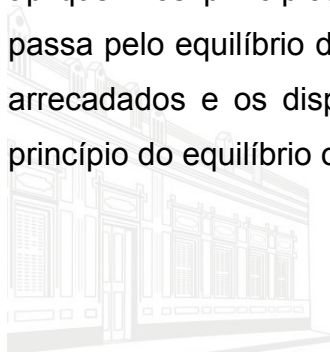 passa pelo equilíbrio d
arrecadados e os disp
princípio do equilíbrio